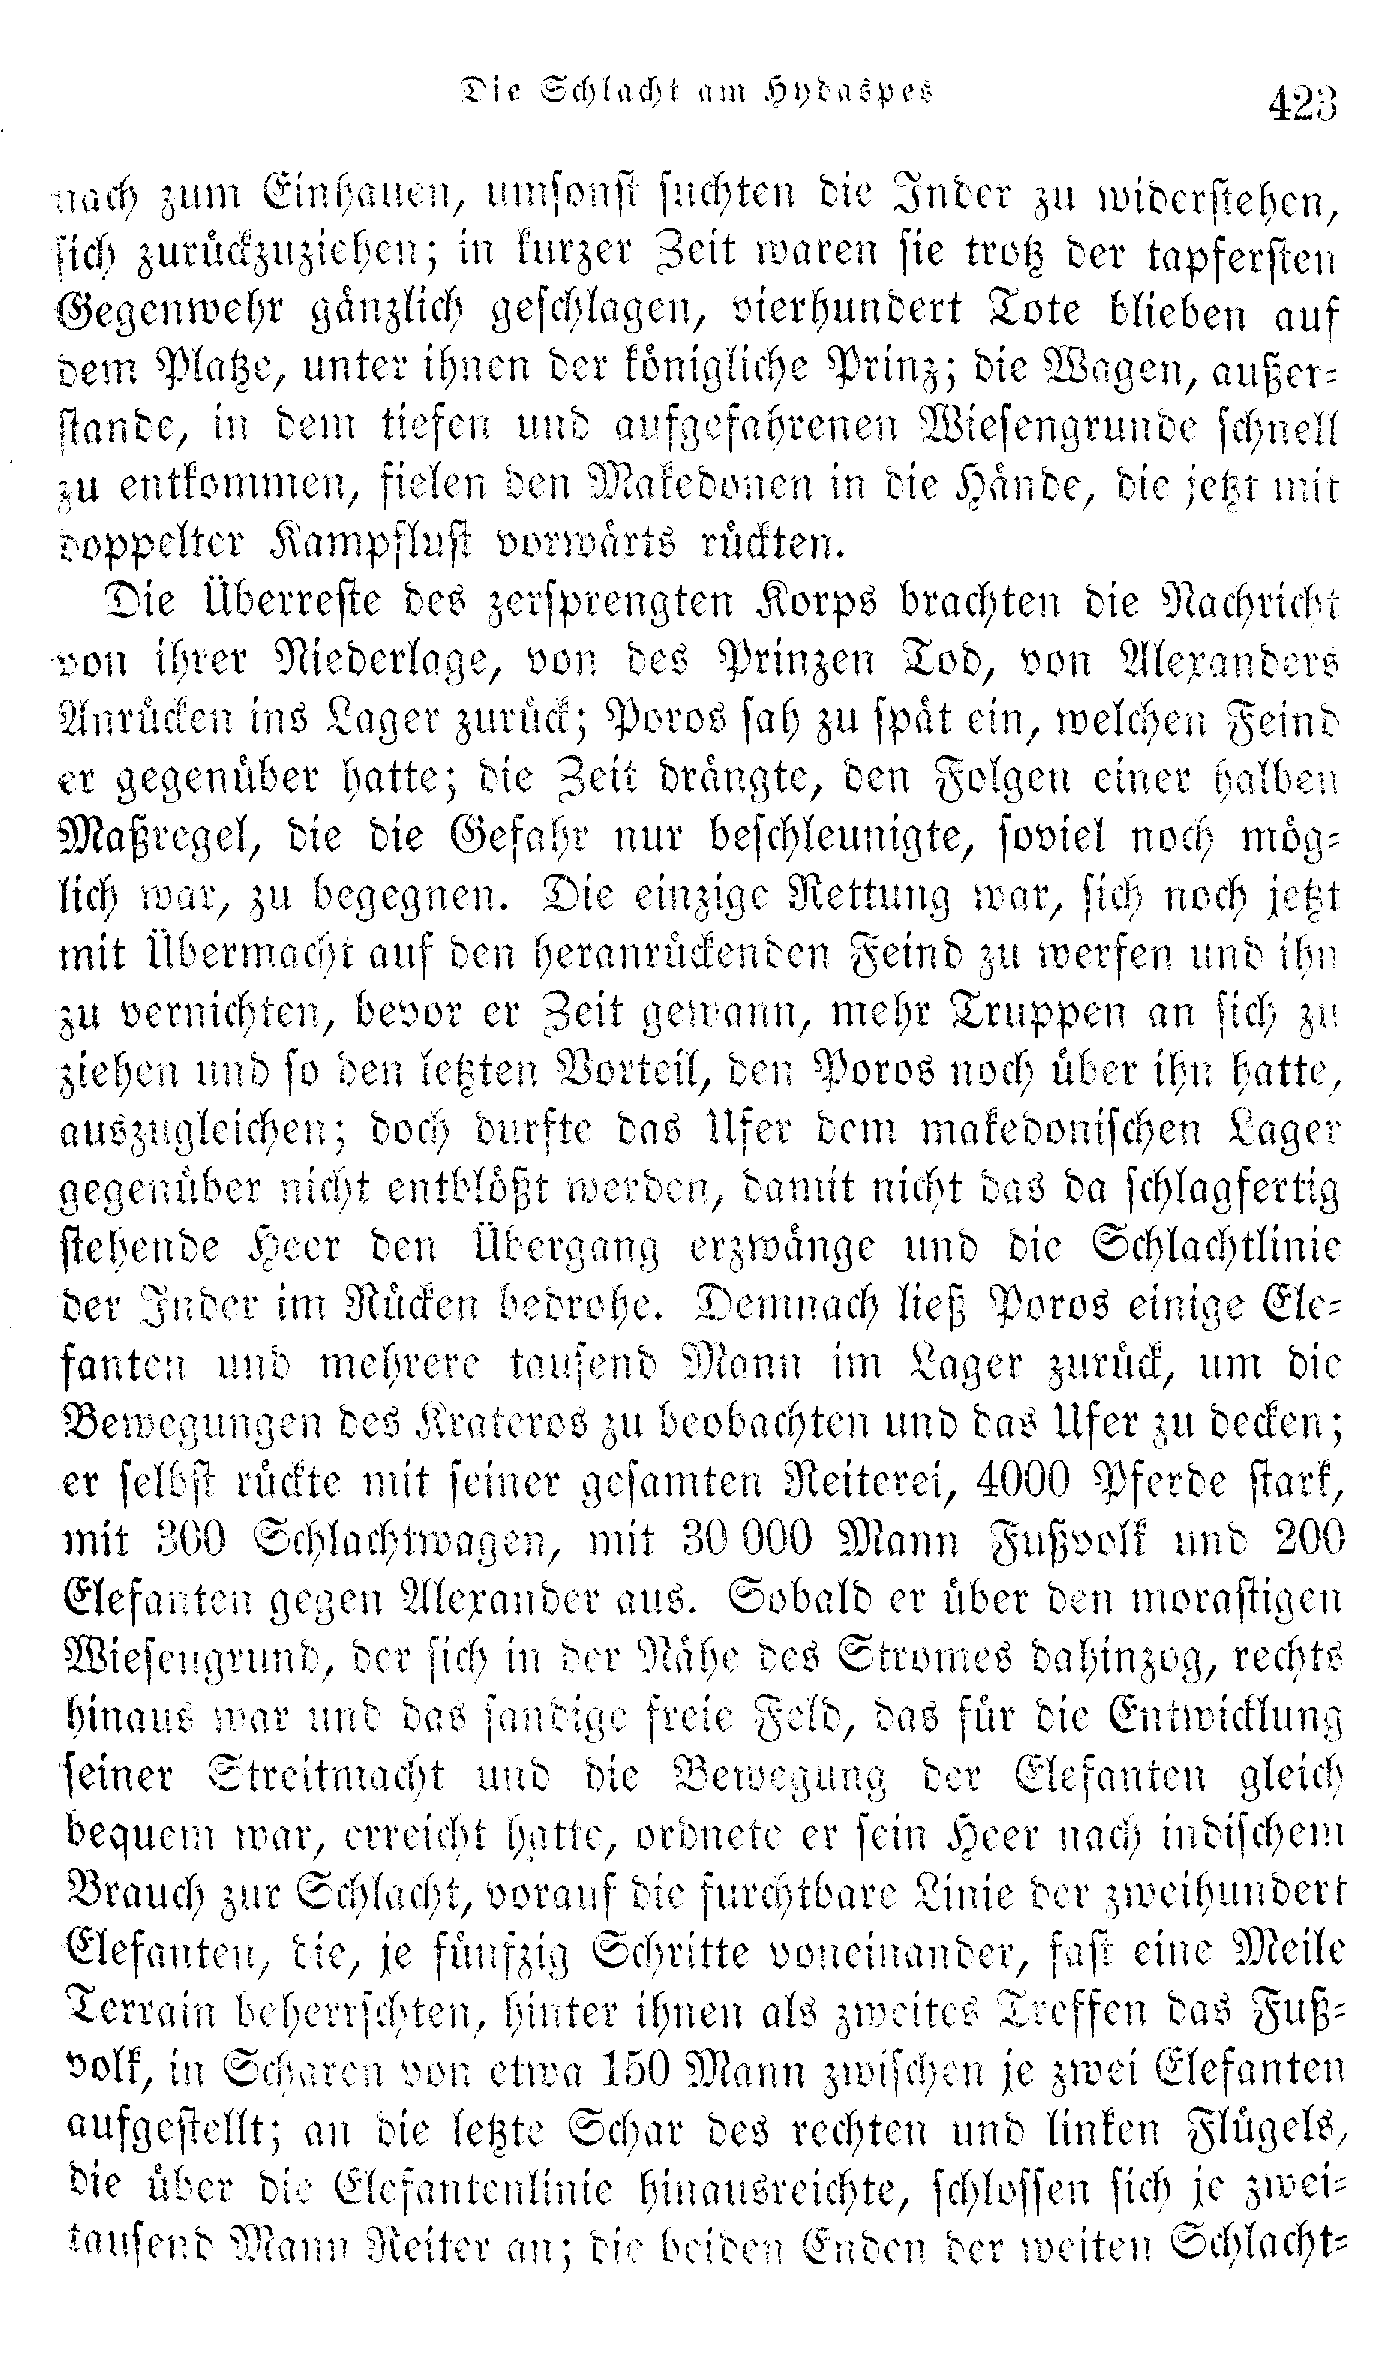 Die Schlacht am Hydaspes 423
nach zum Einhauen, umsonst suchten die Inder zu widerstehen,
sich zurückzuziehen; in kurzer Zeit waren sie trotz der tapfersten
Gegenwehr gänzlich geschlagen, vierhundert Tote blieben auf
dem Platze, unter ihnen der königliche Prinz; die Wagen, außer-
stande, in dem tiefen und aufgefahrenen Wiesengrunde schnell
zu entkommen, fielen den Makedonen in die Hände, die jetzt mit
doppelter Kampflust vorwärts rückten.
Die Überreste des zersprengten Korps brachten die Nachricht
von ihrer Niederlage, von des Prinzen Tod, von Alexanders
Anrücken ins Lager zurück; Poros sah zu spät ein, welchen Feind
er gegenüber hatte; die Zeit drängte, den Folgen einer halben
Maßregel, die die Gefahr nur beschleunigte, soviel noch mög-
lich war, zu begegnen. Die einzige Rettung war, sich noch jetzt
mit Übermacht auf den heranrückenden Feind zu werfen und ihn
zu vernichten, bevor er Zeit gewann, mehr Truppen an sich zu
ziehen und so den letzten Vorteil, den Poros noch über ihn hatte,
auszugleichen; doch durfte das Ufer dem makedonischen Lager
gegenüber nicht entblößt werden, damit nicht das da schlagfertig
stehende Heer den Übergang erzwänge und die Schlachtlinie
der Inder im Rücken bedrohe. Demnach ließ Poros einige Ele-
fanten und mehrere tausend Mann im Lager zurück, um die
Bewegungen des Krateros zu beobachten und das Ufer zu decken;
er selbst rückte mit seiner gesamten Reiterei, 4000 Pferde stark,
mit 300 Schlachtwagen, mit 30 000 Mann Fußvolk und 200
Elefanten gegen Alexander aus. Sobald er über den morastigen
Wiesengrund, der sich in der Nähe des Stromes dahinzog, rechts
hinaus war und das sandige freie Feld, das für die Entwicklung
seiner Streitmacht und die Bewegung der Elefanten gleich
bequem war, erreicht hatte, ordnete er sein Heer nach indischem
Brauch zur Schlacht, vorauf die furchtbare Linie der zweihundert
Elefanten, die, je fünfzig Schritte voneinander, fast eine Meile
Terrain beherrschten, hinter ihnen als zweites Treffen das Fuß-
volk, in Scharen von etwa 150 Mann zwischen je zwei Elefanten
aufgestellt; an die letzte Schar des rechten und linken Flügels,
die über die Elefantenlinie hinausreichte, schlossen sich je zwei-
tausend Mann Reiter an; die beiden Enden der weiten Schlacht-